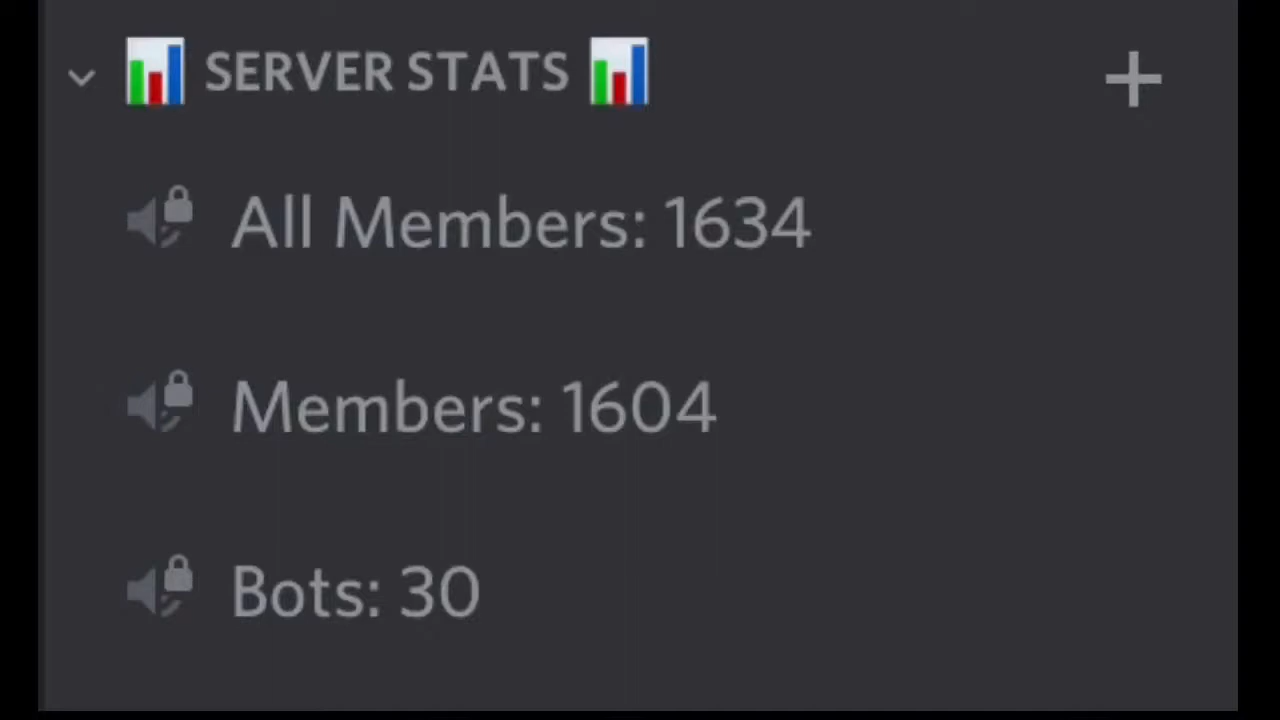 📊 SERVER STATS 📊
All Members: 1634
Members: 1604
Bots: 30